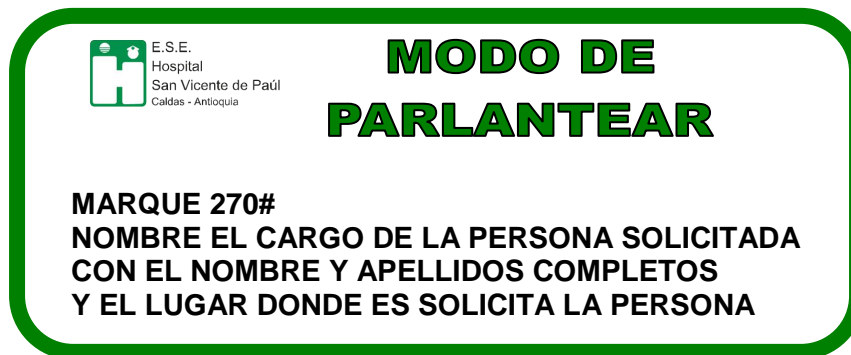 E.S.E.
Hospital
San Vicente de Paúl
Caldas - Antioquia
MODO DE
PARLANTEAR
MARQUE 270#
NOMBRE EL CARGO DE LA PERSONA SOLICITADA
CON EL NOMBRE Y APELLIDOS COMPLETOS
Y EL LUGAR DONDE ES SOLICITA LA PERSONA